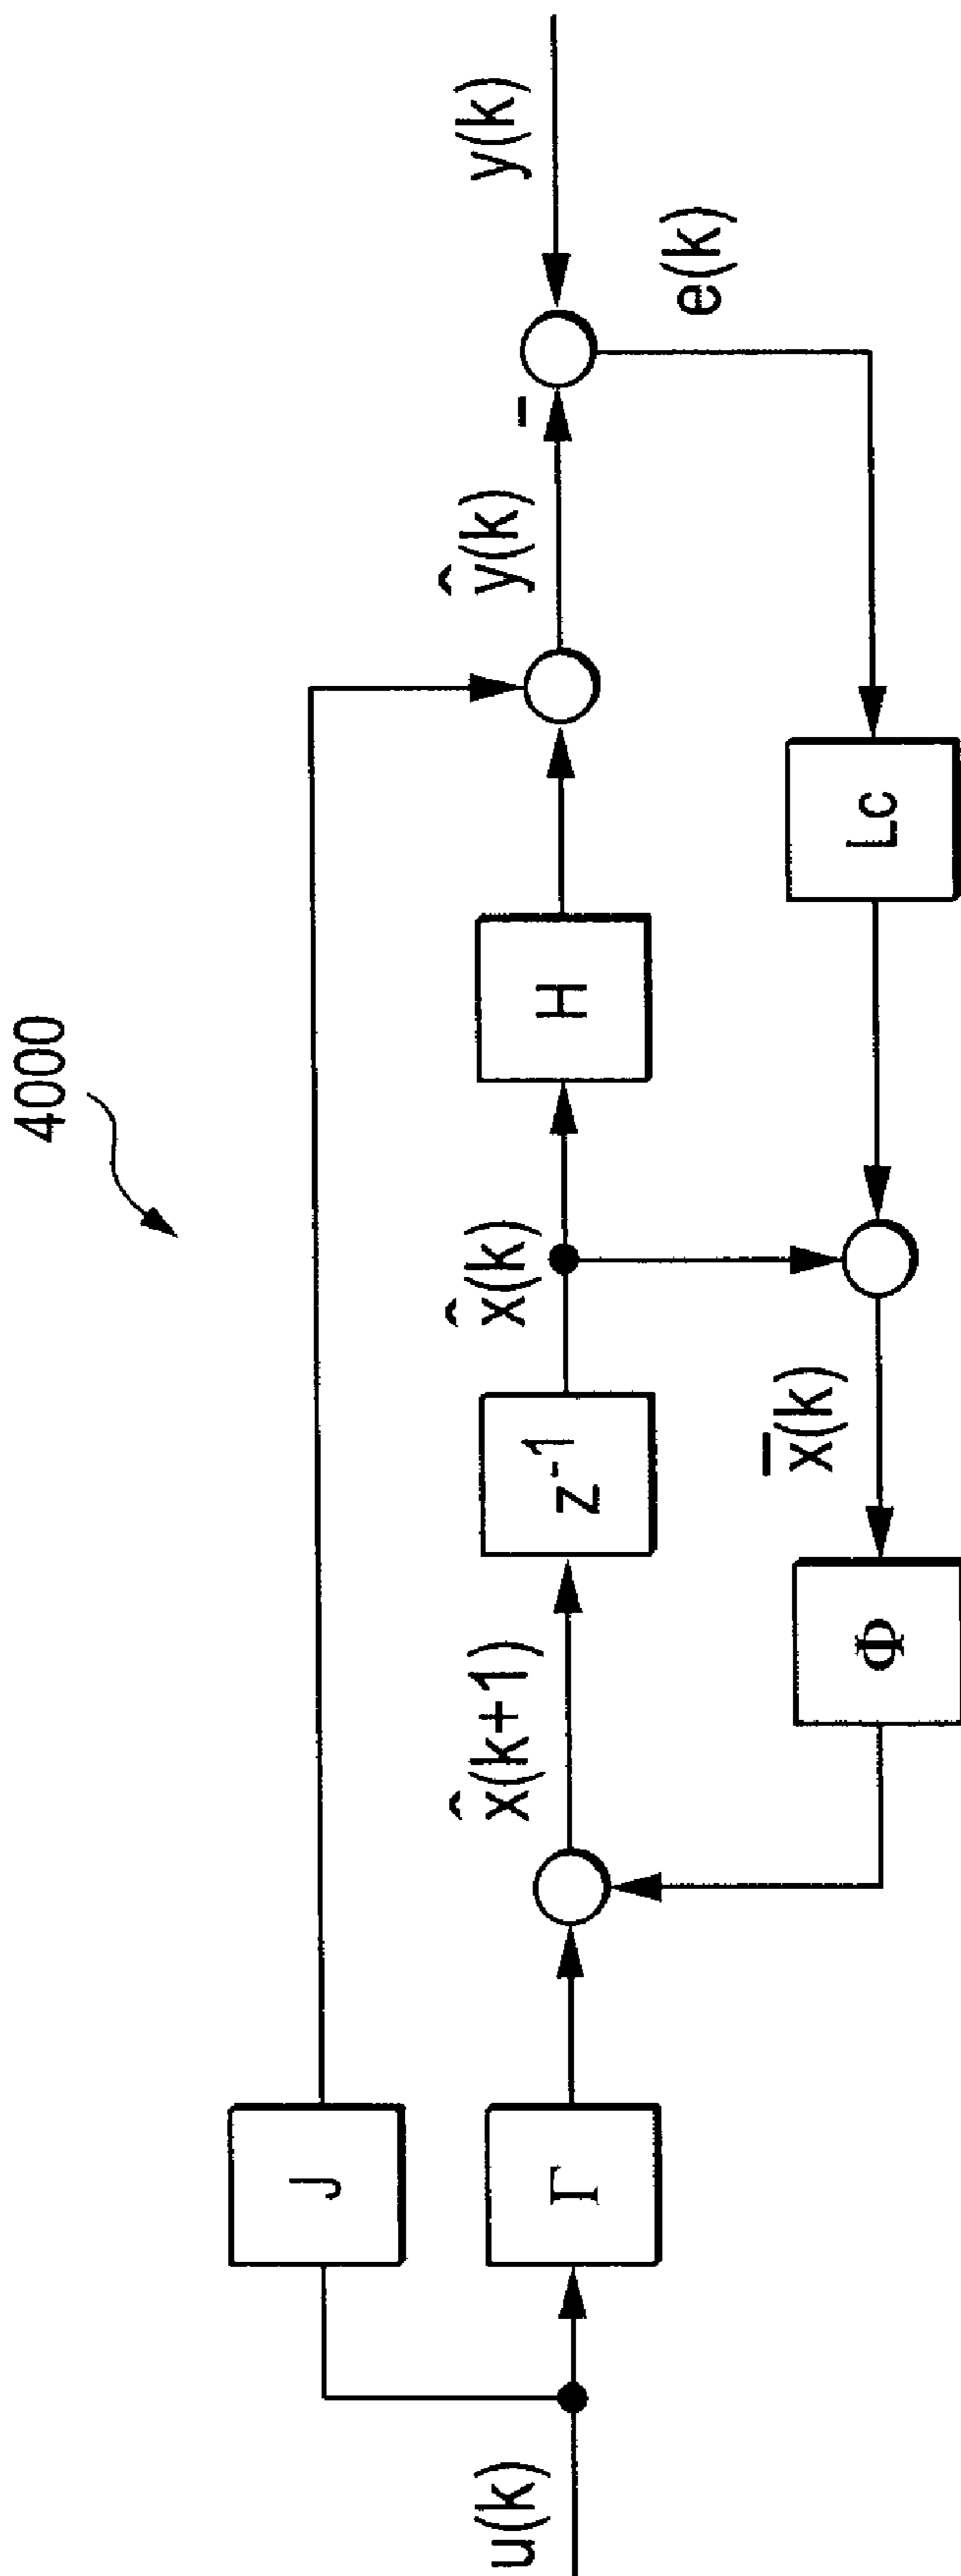 4000
J
u(k)
Γ
x̂(k+1)
z⁻¹
x̂(k)
H
ŷ(k)
-
y(k)
e(k)
Φ
x̄(k)
Lc